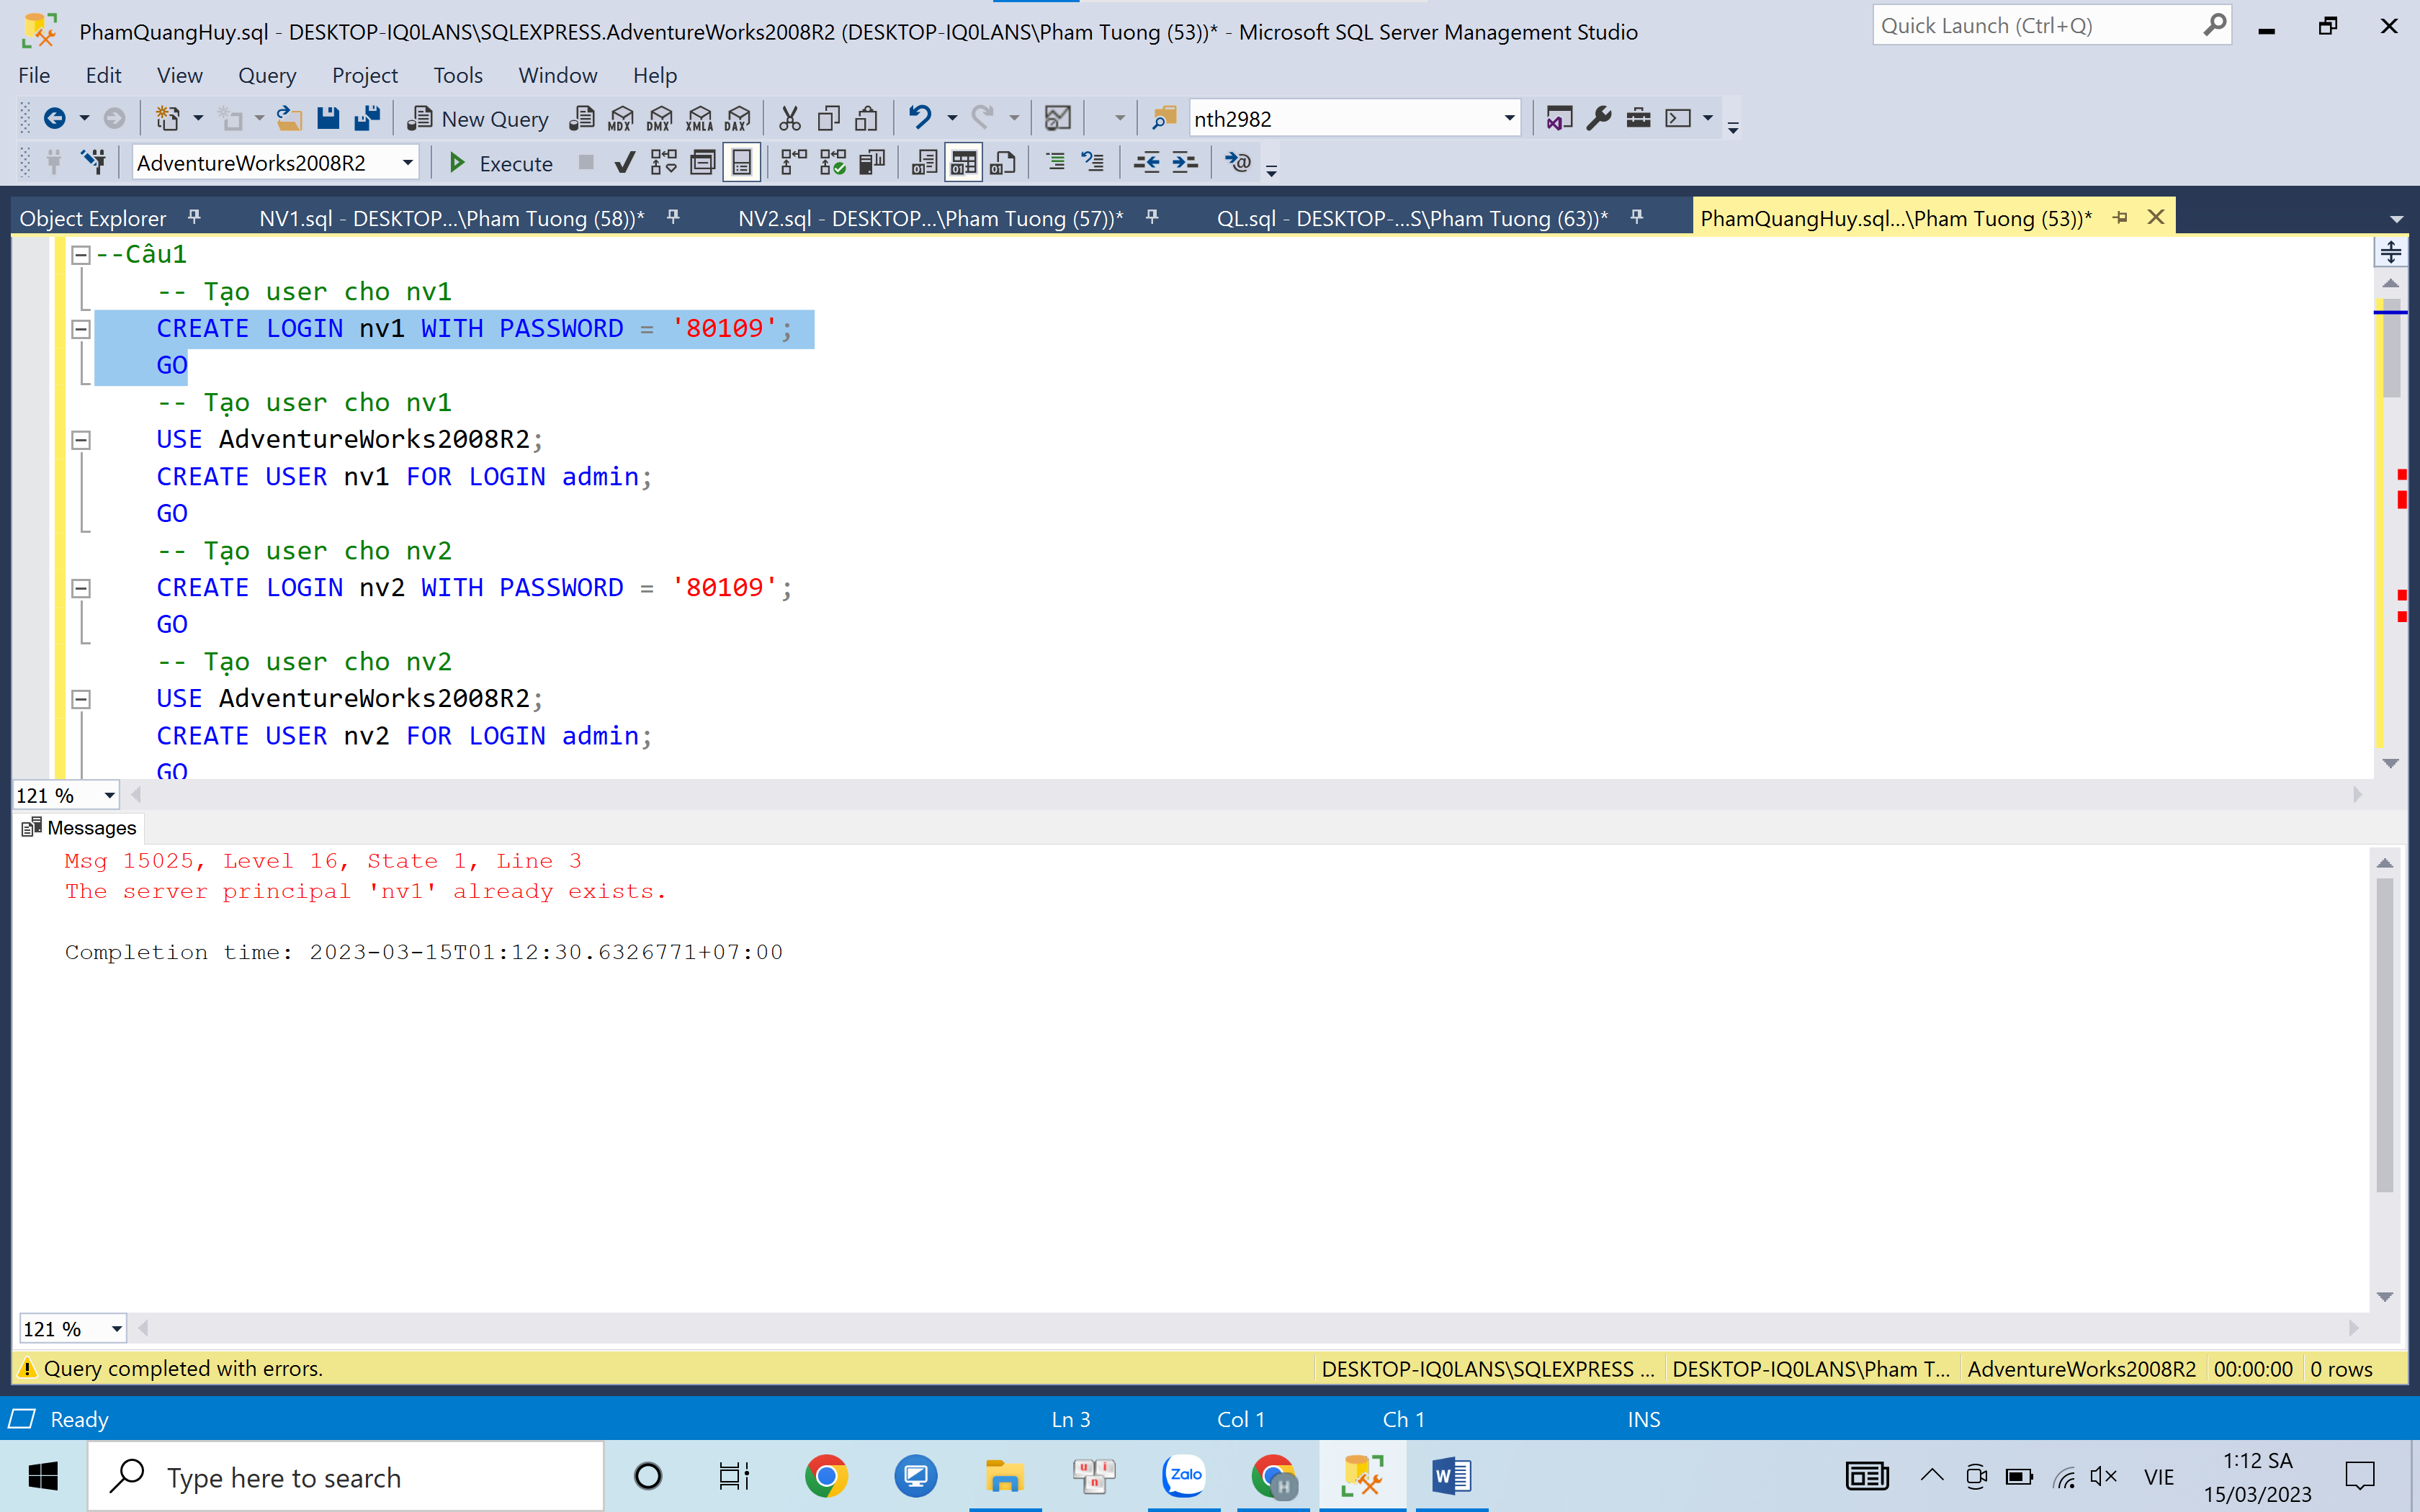 PhamQuangHuy.sql - DESKTOP-IQ0LANS\SQLEXPRESS.AdventureWorks2008R2 (DESKTOP-IQ0LANS\Pham Tuong (53))* - Microsoft SQL Server Management Studio
Quick Launch (Ctrl+Q)
File Edit View Query Project Tools Window Help
New Query MDX DMX XMLA DAX nth2982
AdventureWorks2008R2 Execute
Object Explorer NV1.sql - DESKTOP...\Pham Tuong (58))* NV2.sql - DESKTOP...\Pham Tuong (57))* QL.sql - DESKTOP-...S\Pham Tuong (63))* PhamQuangHuy.sql...\Pham Tuong (53))*
--Câu1
-- Tạo user cho nv1
CREATE LOGIN nv1 WITH PASSWORD = '80109';
GO
-- Tạo user cho nv1
USE AdventureWorks2008R2;
CREATE USER nv1 FOR LOGIN admin;
GO
-- Tạo user cho nv2
CREATE LOGIN nv2 WITH PASSWORD = '80109';
GO
-- Tạo user cho nv2
USE AdventureWorks2008R2;
CREATE USER nv2 FOR LOGIN admin;
GO
121 %
Messages
Msg 15025, Level 16, State 1, Line 3
The server principal 'nv1' already exists.
Completion time: 2023-03-15T01:12:30.6326771+07:00
121 %
Query completed with errors. DESKTOP-IQ0LANS\SQLEXPRESS ... DESKTOP-IQ0LANS\Pham T... AdventureWorks2008R2 00:00:00 0 rows
Ready Ln 3 Col 1 Ch 1 INS
Type here to search Zalo H W VIE 1:12 SA
15/03/2023